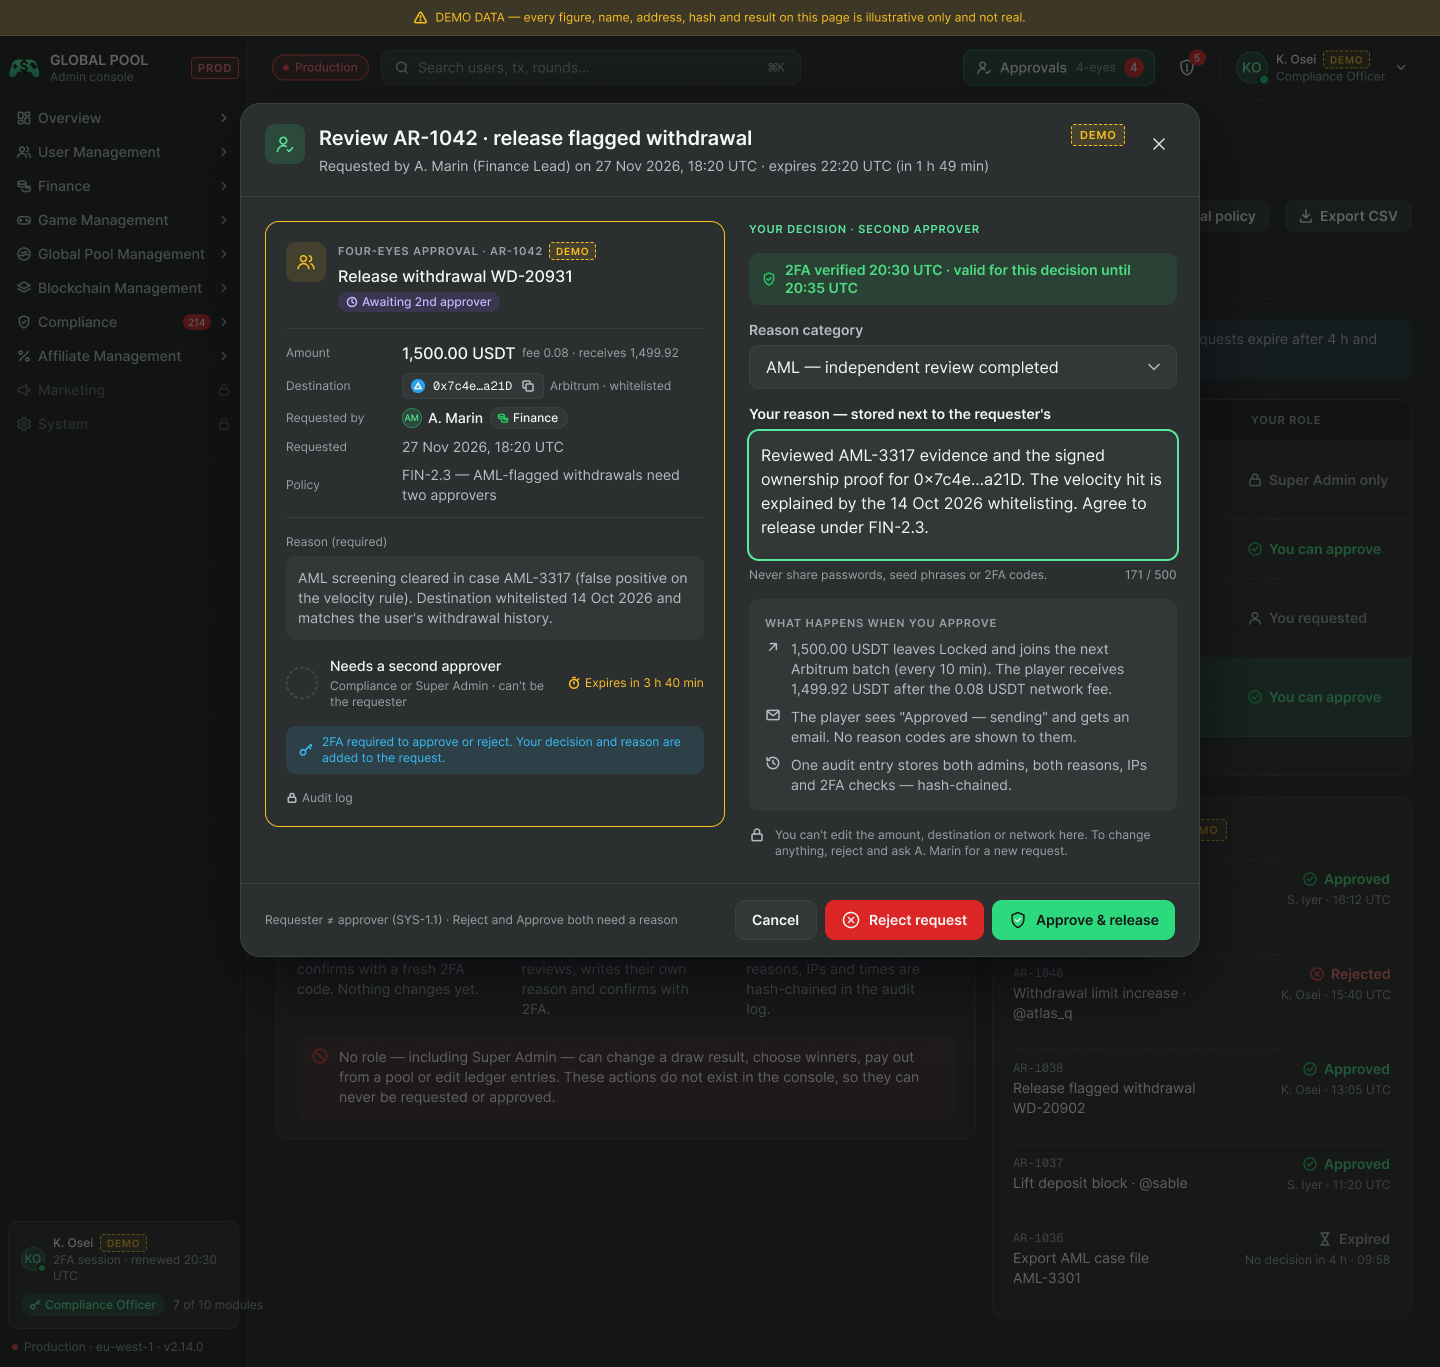 DEMO DATA — every figure, name, address, hash and result on this page is illustrative only and not real.
GLOBAL POOL
Admin console
PROD
Production
Search users, tx, rounds...
⌘K
Approvals 4-eyes 4
5
KO
K. Osei DEMO
Compliance Officer
Overview
User Management
Finance
Game Management
Global Pool Management
Blockchain Management
Compliance 214
Affiliate Management
Marketing
System
Review AR-1042 · release flagged withdrawal
DEMO
Requested by A. Marin (Finance Lead) on 27 Nov 2026, 18:20 UTC · expires 22:20 UTC (in 1 h 49 min)
FOUR-EYES APPROVAL · AR-1042 DEMO
Release withdrawal WD-20931
Awaiting 2nd approver
Amount 1,500.00 USDT fee 0.08 · receives 1,499.92
Destination 0x7c4e…a21D Arbitrum · whitelisted
Requested by AM A. Marin Finance
Requested 27 Nov 2026, 18:20 UTC
Policy FIN-2.3 — AML-flagged withdrawals need
two approvers
Reason (required)
AML screening cleared in case AML-3317 (false positive on
the velocity rule). Destination whitelisted 14 Oct 2026 and
matches the user's withdrawal history.
Needs a second approver
Compliance or Super Admin · can't be
the requester
Expires in 3 h 40 min
2FA required to approve or reject. Your decision and reason are
added to the request.
Audit log
YOUR DECISION · SECOND APPROVER
2FA verified 20:30 UTC · valid for this decision until
20:35 UTC
Reason category
AML — independent review completed
Your reason — stored next to the requester's
Reviewed AML-3317 evidence and the signed
ownership proof for 0×7c4e…a21D. The velocity hit is
explained by the 14 Oct 2026 whitelisting. Agree to
release under FIN-2.3.
Never share passwords, seed phrases or 2FA codes.
171 / 500
WHAT HAPPENS WHEN YOU APPROVE
1,500.00 USDT leaves Locked and joins the next
Arbitrum batch (every 10 min). The player receives
1,499.92 USDT after the 0.08 USDT network fee.
The player sees "Approved — sending" and gets an
email. No reason codes are shown to them.
One audit entry stores both admins, both reasons, IPs
and 2FA checks — hash-chained.
You can't edit the amount, destination or network here. To change
anything, reject and ask A. Marin for a new request.
Requester ≠ approver (SYS-1.1) · Reject and Approve both need a reason
Cancel
Reject request
Approve & release
al policy
Export CSV
quests expire after 4 h and
YOUR ROLE
Super Admin only
You can approve
You requested
You can approve
MO
Approved
S. Iyer · 16:12 UTC
AR-1040
Rejected
Withdrawal limit increase ·
@atlas_q
K. Osei · 15:40 UTC
AR-1038
Approved
Release flagged withdrawal
WD-20902
K. Osei · 13:05 UTC
AR-1037
Approved
Lift deposit block · @sable
S. Iyer · 11:20 UTC
AR-1036
Expired
Export AML case file
AML-3301
No decision in 4 h · 09:58
confirms with a fresh 2FA
code. Nothing changes yet.
reviews, writes their own
reason and confirms with
2FA.
reasons, IPs and times are
hash-chained in the audit
log.
No role — including Super Admin — can change a draw result, choose winners, pay out
from a pool or edit ledger entries. These actions do not exist in the console, so they can
never be requested or approved.
KO
K. Osei DEMO
2FA session · renewed 20:30
UTC
Compliance Officer 7 of 10 modules
Production · eu-west-1 · v2.14.0